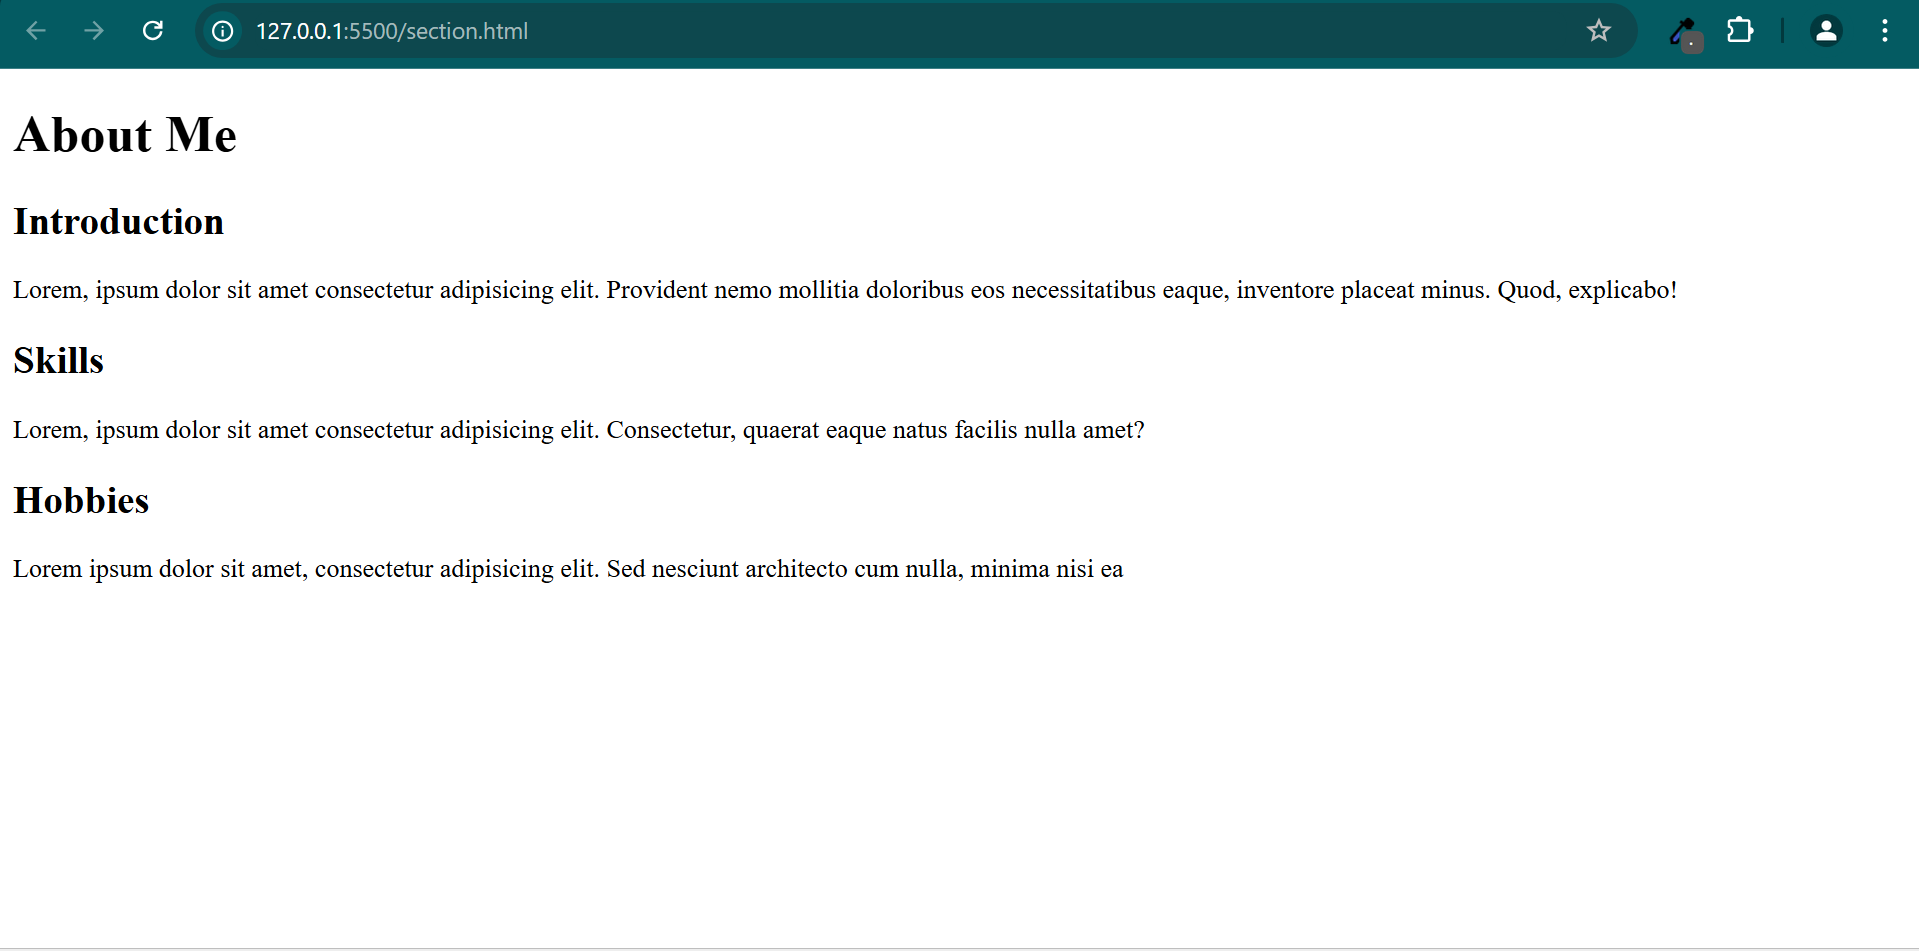 127.0.0.1:5500/section.html
About Me
Introduction
Lorem, ipsum dolor sit amet consectetur adipisicing elit. Provident nemo mollitia doloribus eos necessitatibus eaque, inventore placeat minus. Quod, explicabo!
Skills
Lorem, ipsum dolor sit amet consectetur adipisicing elit. Consectetur, quaerat eaque natus facilis nulla amet?
Hobbies
Lorem ipsum dolor sit amet, consectetur adipisicing elit. Sed nesciunt architecto cum nulla, minima nisi ea